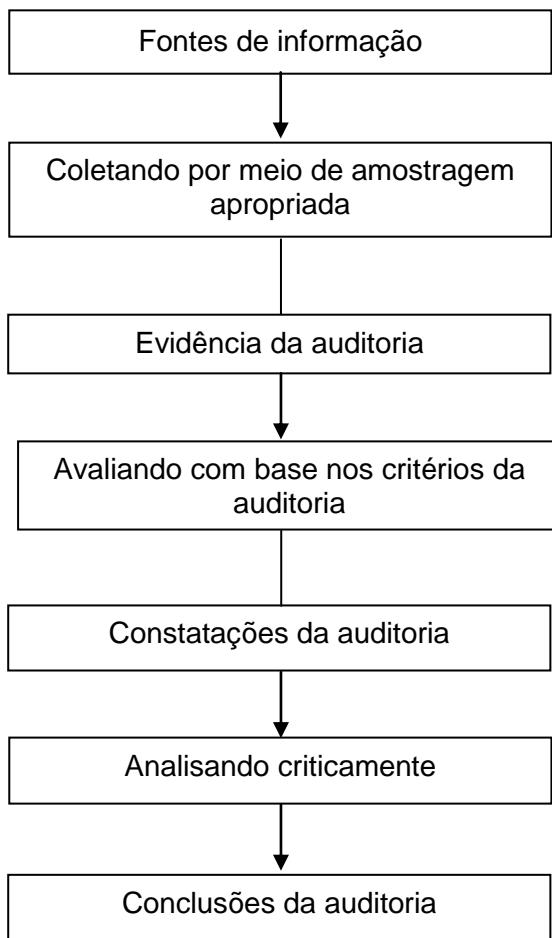 Fontes de informação
Coletando por meio de amostragem
apropriada
Evidência da auditoria
Avaliando com base nos critérios da
auditoria
Constatações da auditoria
Analisando criticamente
Conclusões da auditoria